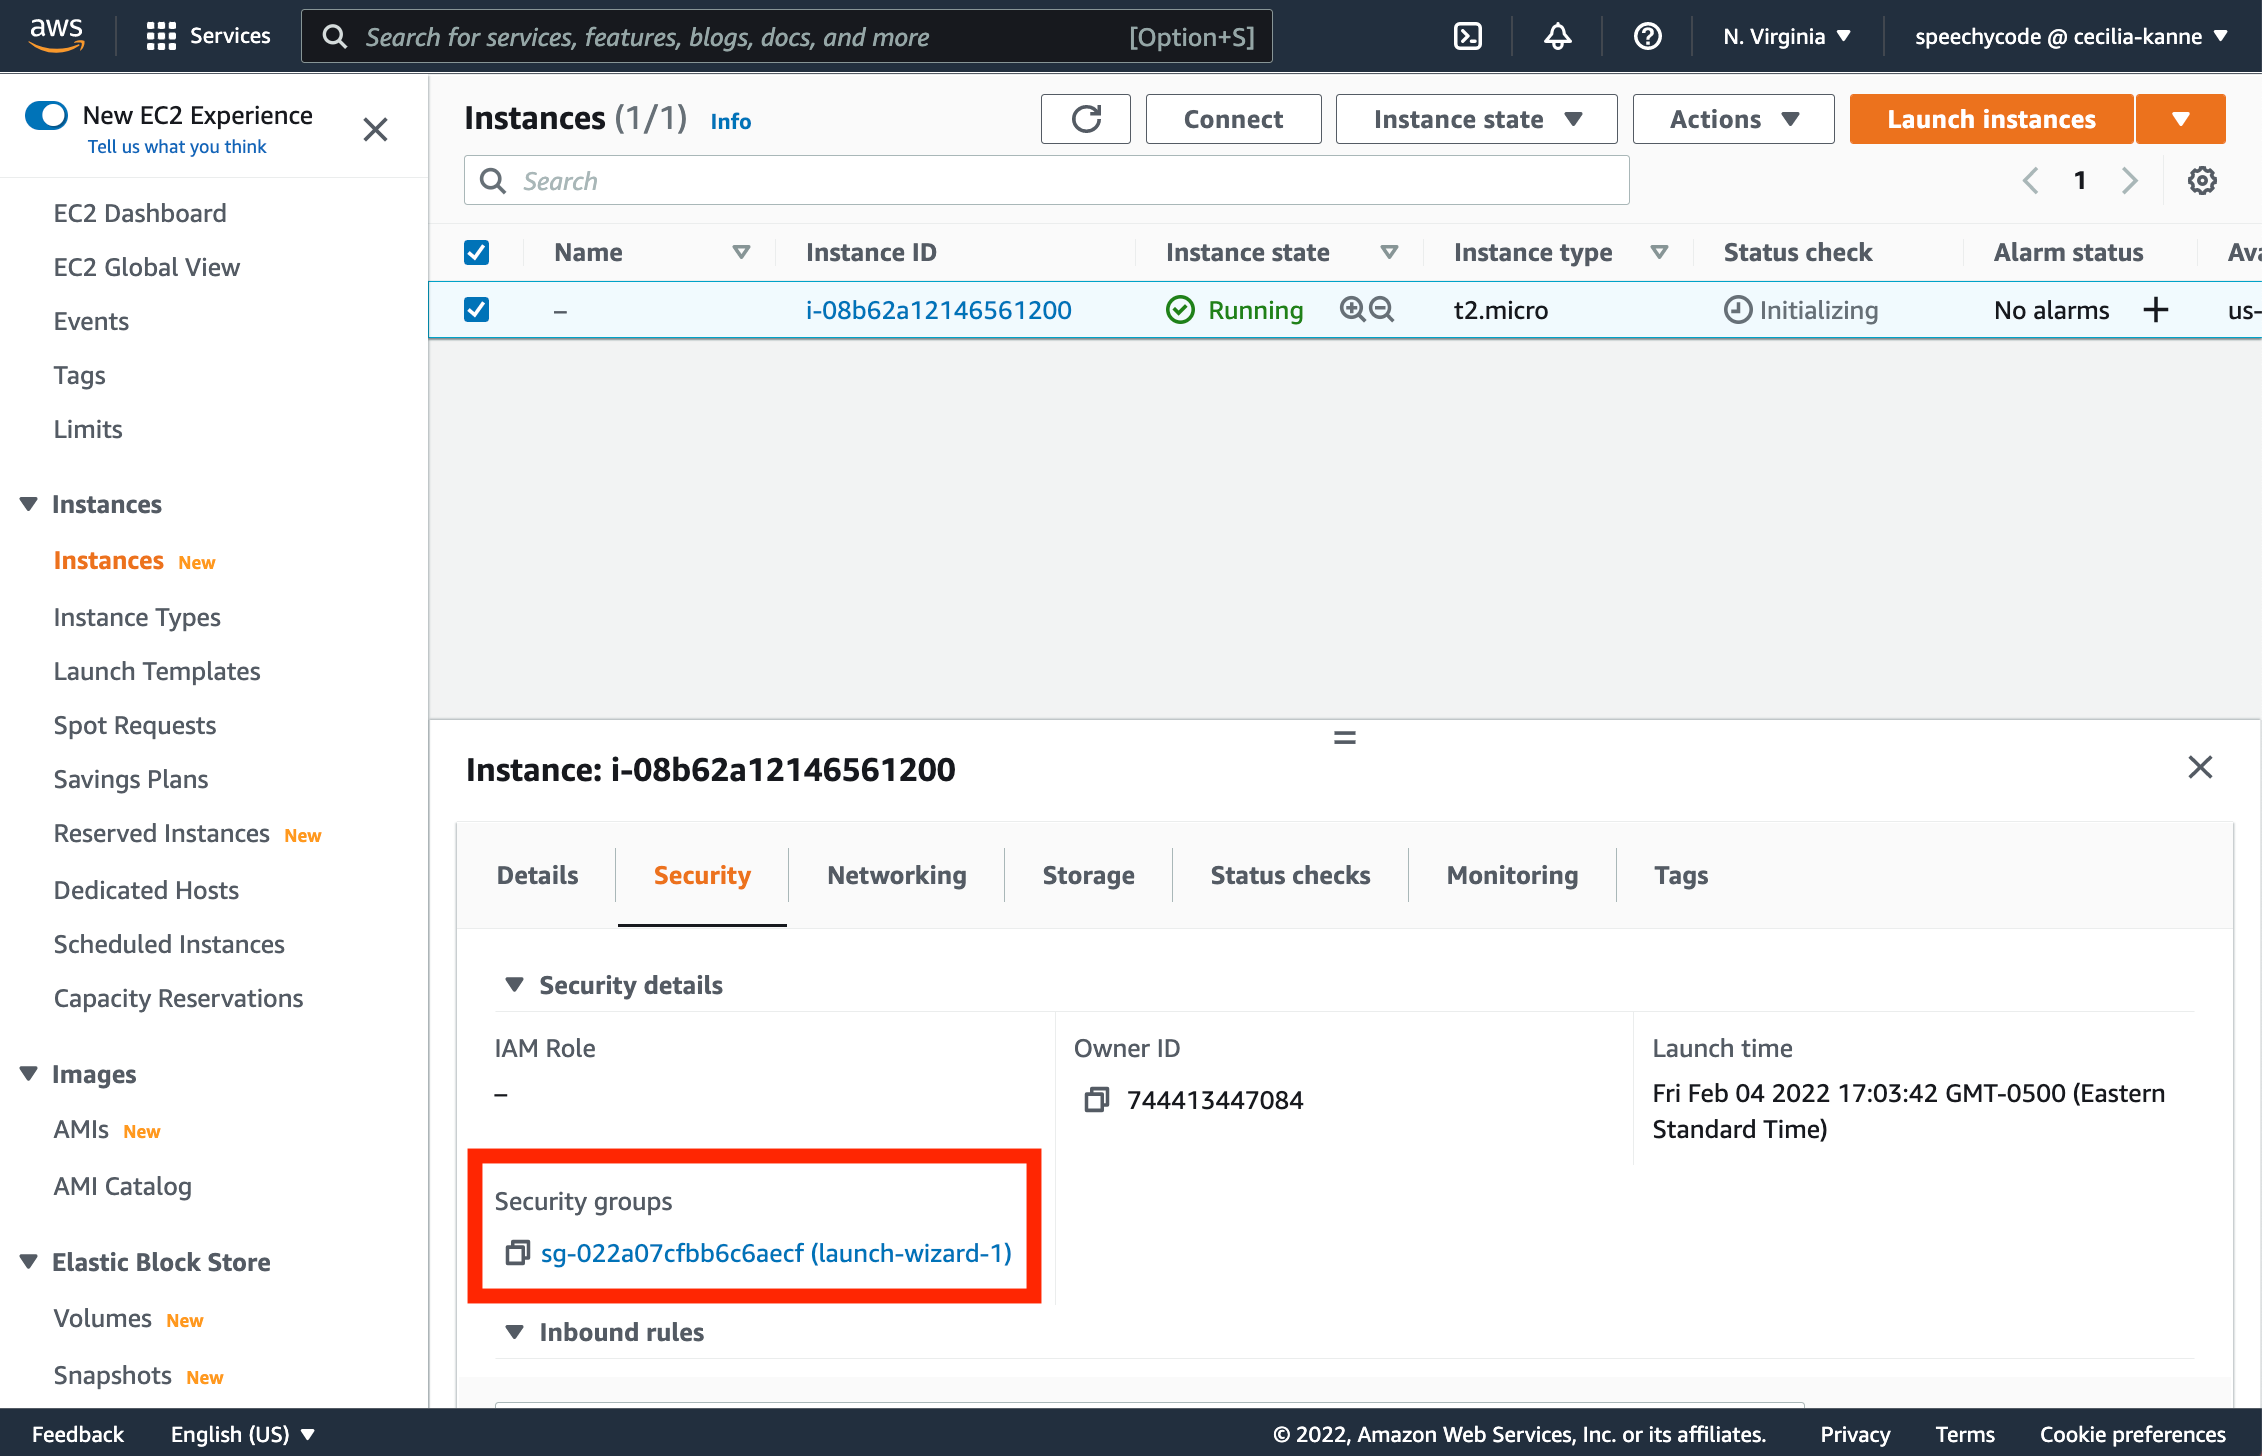 aws Services Search for services, features, blogs, docs, and more [Option+S] N. Virginia ▼ speechycode @ cecilia-kanne ▼
New EC2 Experience
Tell us what you think
EC2 Dashboard
EC2 Global View
Events
Tags
Limits
Instances
Instances New
Instance Types
Launch Templates
Spot Requests
Savings Plans
Reserved Instances New
Dedicated Hosts
Scheduled Instances
Capacity Reservations
Images
AMIs New
AMI Catalog
Elastic Block Store
Volumes New
Snapshots New
Instances (1/1) Info Connect Instance state Actions Launch instances
Search
1
Name Instance ID Instance state Instance type Status check Alarm status Ava
– i-08b62a12146561200 Running t2.micro Initializing No alarms + us-
Instance: i-08b62a12146561200
Details Security Networking Storage Status checks Monitoring Tags
Security details
IAM Role
–
Owner ID
744413447084
Launch time
Fri Feb 04 2022 17:03:42 GMT-0500 (Eastern
Standard Time)
Security groups
sg-022a07cfbb6c6aecf (launch-wizard-1)
Inbound rules
Feedback English (US) ▼ © 2022, Amazon Web Services, Inc. or its affiliates. Privacy Terms Cookie preferences